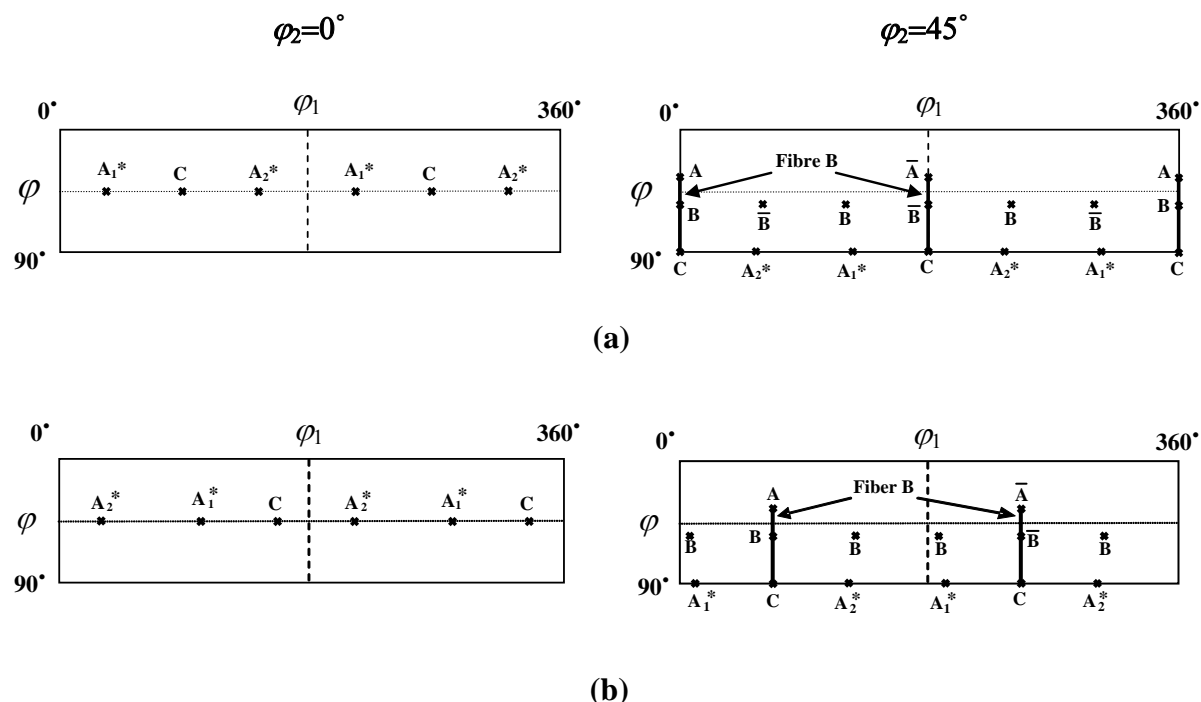 φ₂=0°
φ₂=45°
0° φ₁ 360°
A₁* C A₂* A₁* C A₂*
φ
90°
0° φ₁ 360°
A Fibre B A̅ A
φ
B B̅ B B̅ B B̅ B
90°
C A₂* A₁* C A₂* A₁* C
(a)
0° φ₁ 360°
A₂* A₁* C A₂* A₁* C
φ
90°
0° φ₁ 360°
A Fiber B A̅
φ
B̅ B B̅ B̅ B̅ B̅
90°
A₁* C A₂* A₁* C A₂*
(b)